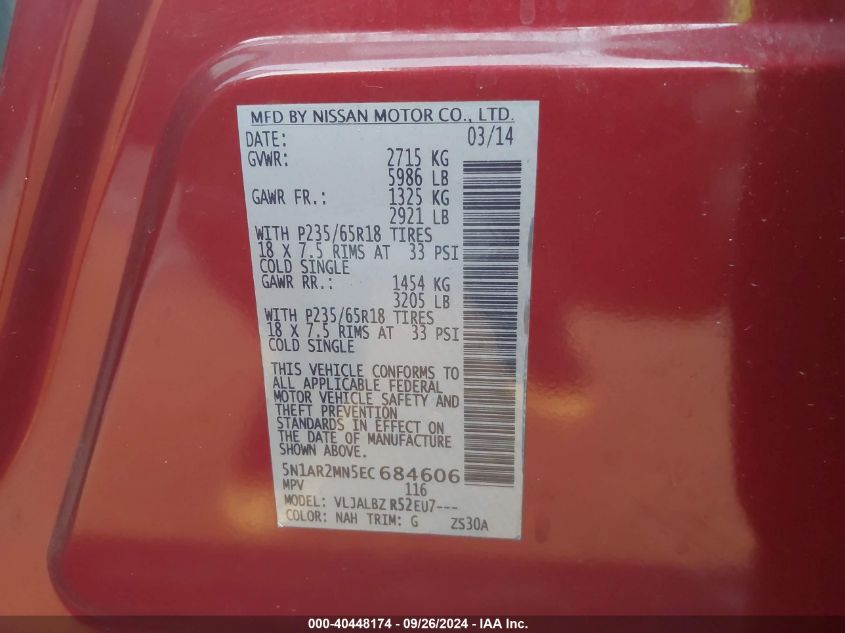 MFD BY NISSAN MOTOR CO., LTD.
DATE: 03/14
GVWR: 2715 KG
5986 LB
GAWR FR.: 1325 KG
2921 LB
WITH P235/65R18 TIRES
18 X 7.5 RIMS AT 33 PSI
COLD SINGLE
GAWR RR.: 1454 KG
3205 LB
WITH P235/65R18 TIRES
18 X 7.5 RIMS AT 33 PSI
COLD SINGLE
THIS VEHICLE CONFORMS TO
ALL APPLICABLE FEDERAL
MOTOR VEHICLE SAFETY AND
THEFT PREVENTION
STANDARDS IN EFFECT ON
THE DATE OF MANUFACTURE
SHOWN ABOVE.
5N1AR2MN5EC684606
MPV 116
MODEL: VLJALBZ R52EU7---
COLOR: NAH TRIM: G ZS30A
000-40448174 - 09/26/2024 - IAA Inc.